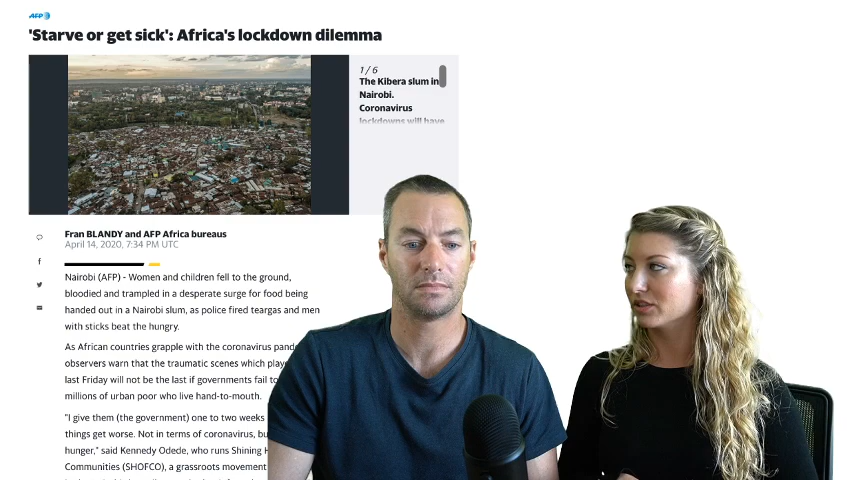 AFP
'Starve or get sick': Africa's lockdown dilemma
1 / 6
The Kibera slum in
Nairobi.
Coronavirus
lockdowns will have
Fran BLANDY and AFP Africa bureaus
April 14, 2020, 7:34 PM UTC
Nairobi (AFP) - Women and children fell to the ground,
bloodied and trampled in a desperate surge for food being
handed out in a Nairobi slum, as police fired teargas and men
with sticks beat the hungry.
As African countries grapple with the coronavirus
observers warn that the traumatic scenes which
last Friday will not be the last if governments fail
millions of urban poor who live hand-to-mouth.
"I give them (the government) one to two weeks
things get worse. Not in terms of coronavirus,
hunger," said Kennedy Odede, who runs Shining
Communities (SHOFCO), a grassroots movement